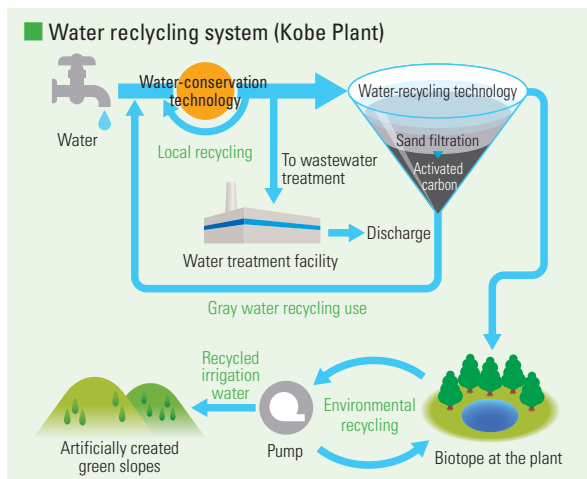 Water reclycling system (Kobe Plant)
Water-conservation
technology
Water-recycling technology
Water
Local recycling
Sand filtration
Activated
carbon
To wastewater
treatment
Discharge
Water treatment facility
Gray water recycling use
Recycled
irrigation
water
Environmental
recycling
Artificially created
green slopes
Pump
Biotope at the plant